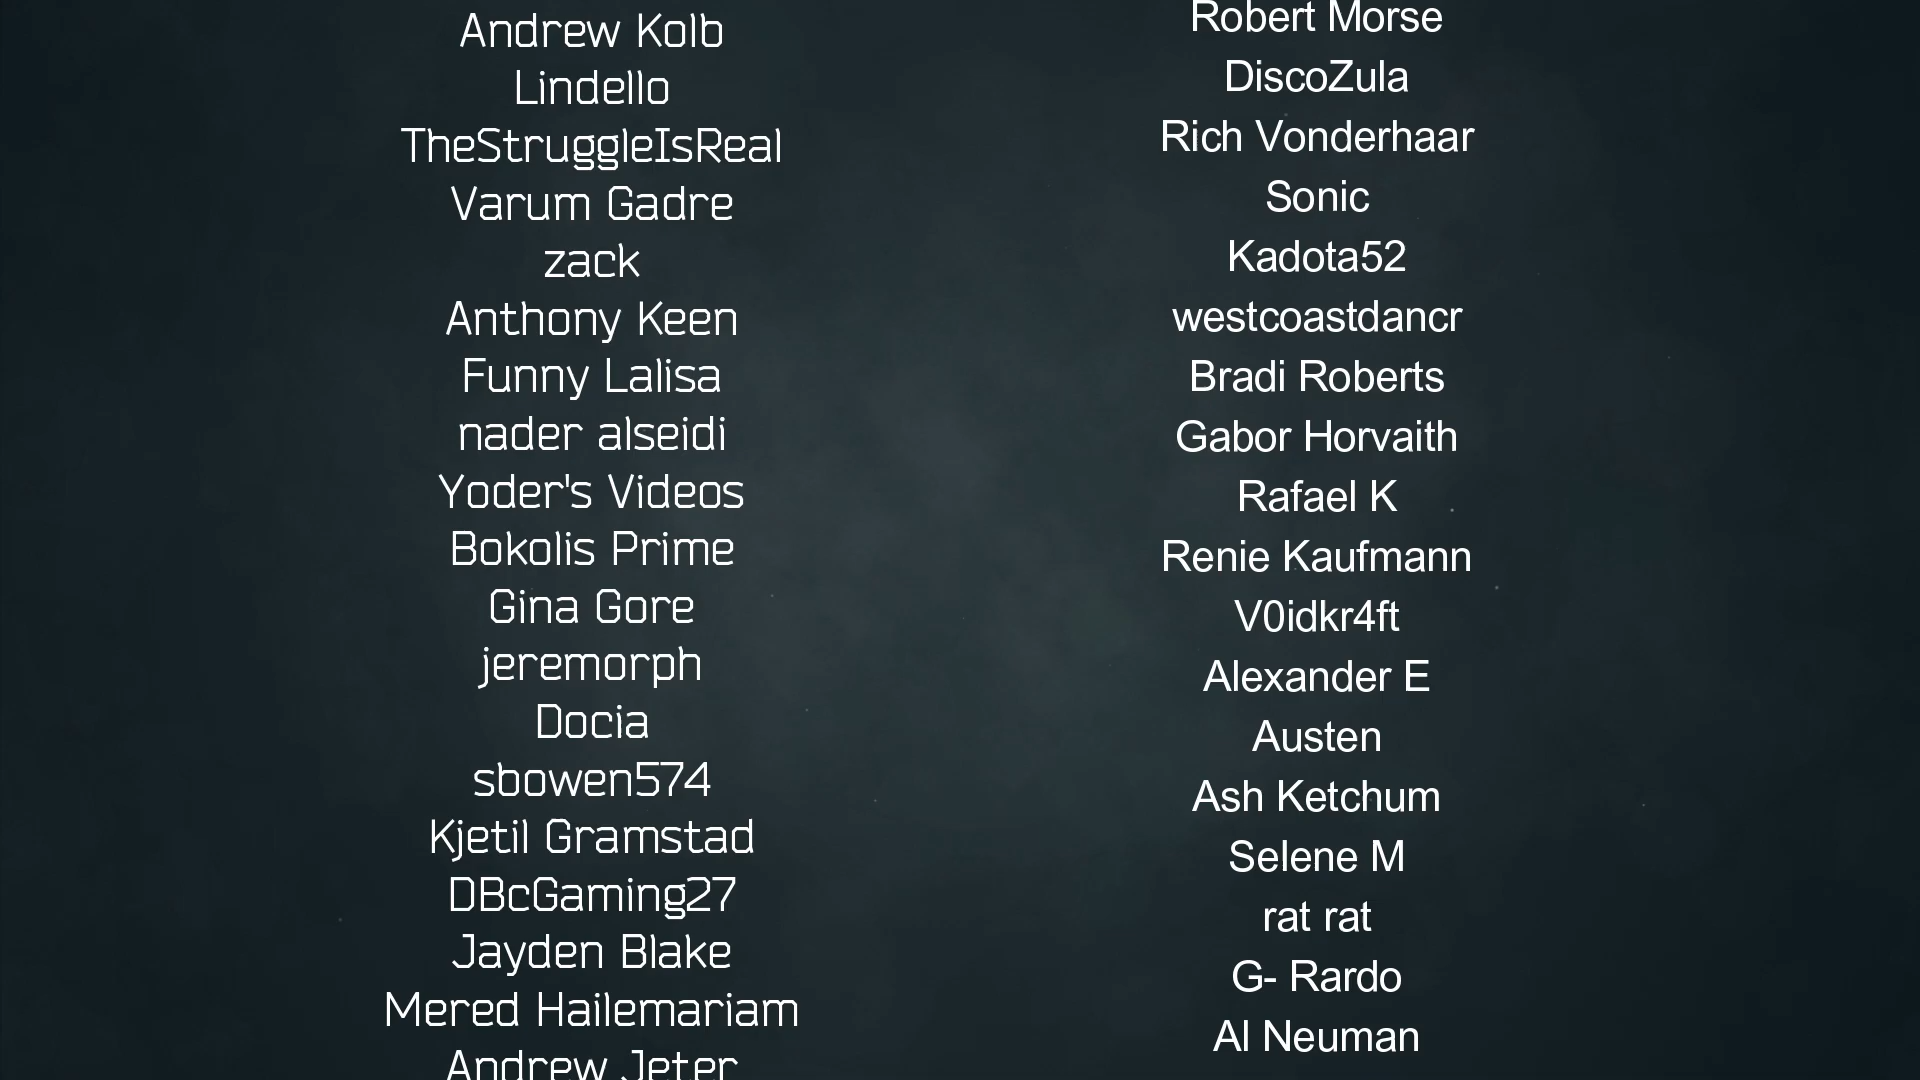 Andrew Kolb
Lindello
TheStruggleIsReal
Varum Gadre
zack
Anthony Keen
Funny Lalisa
nader alseidi
Yoder's Videos
Bokolis Prime
Gina Gore
jeremorph
Docia
sbowen574
Kjetil Gramstad
DBcGaming27
Jayden Blake
Mered Hailemariam
Andrew Jeter
Robert Morse
DiscoZula
Rich Vonderhaar
Sonic
Kadota52
westcoastdancr
Bradi Roberts
Gabor Horvaith
Rafael K
Renie Kaufmann
V0idkr4ft
Alexander E
Austen
Ash Ketchum
Selene M
rat rat
G- Rardo
Al Neuman